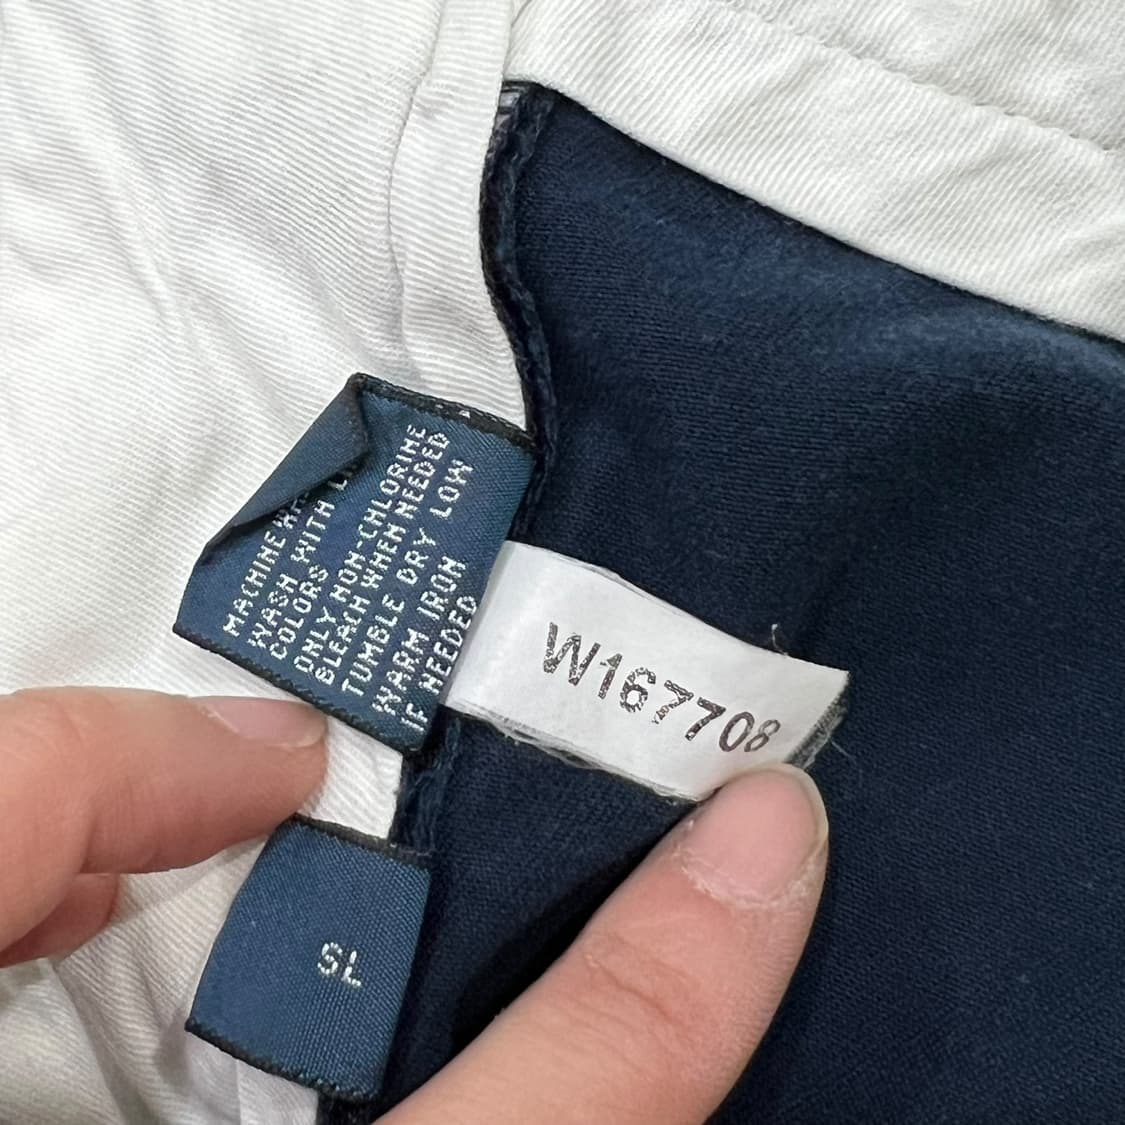 MACHINE
WASH WITH
COLORS
ONLY NON-CHLORINE
BLEACH WHEN NEEDED
TUMBLE DRY LOW
WARM IRON
IF NEEDED
W167708
SL